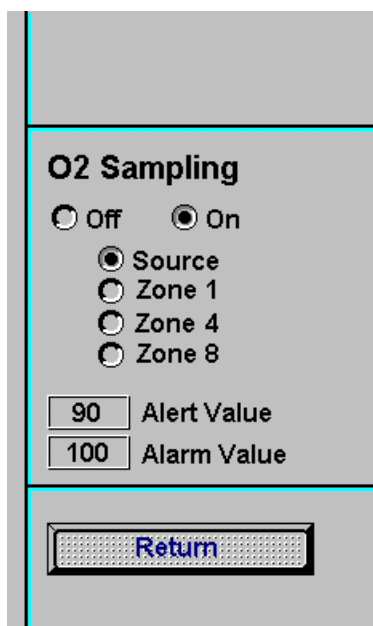 O2 Sampling
Off On
Source
Zone 1
Zone 4
Zone 8
90 Alert Value
100 Alarm Value
Return